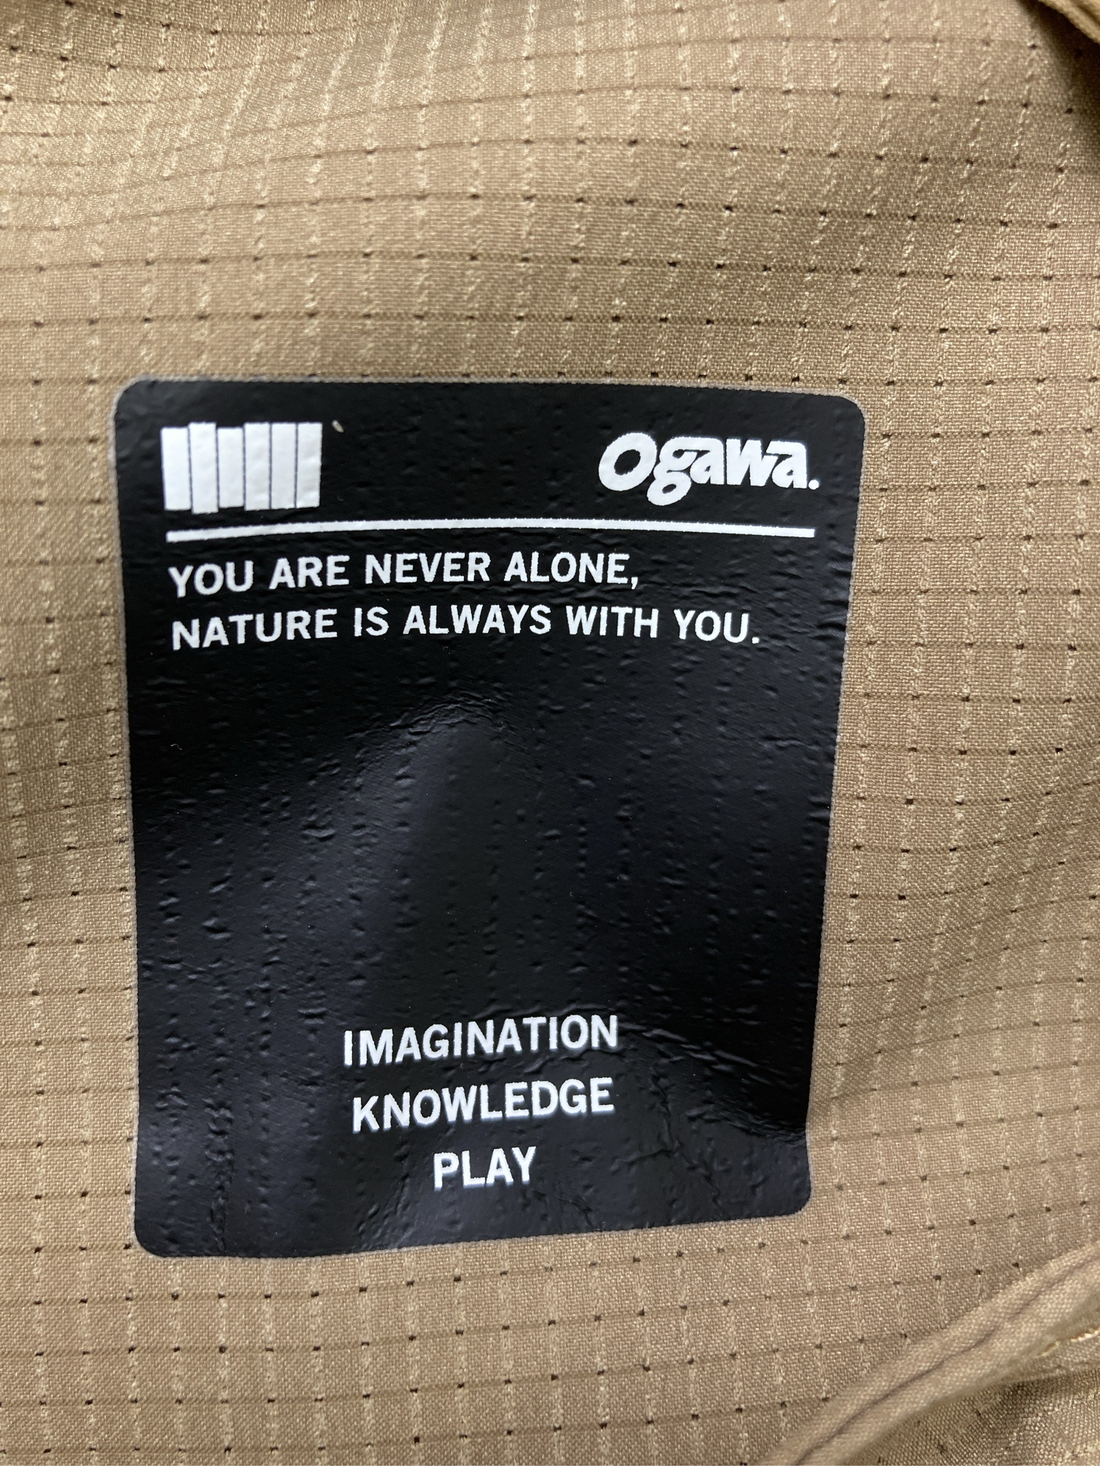 Ogawa.
YOU ARE NEVER ALONE,
NATURE IS ALWAYS WITH YOU.
IMAGINATION
KNOWLEDGE
PLAY